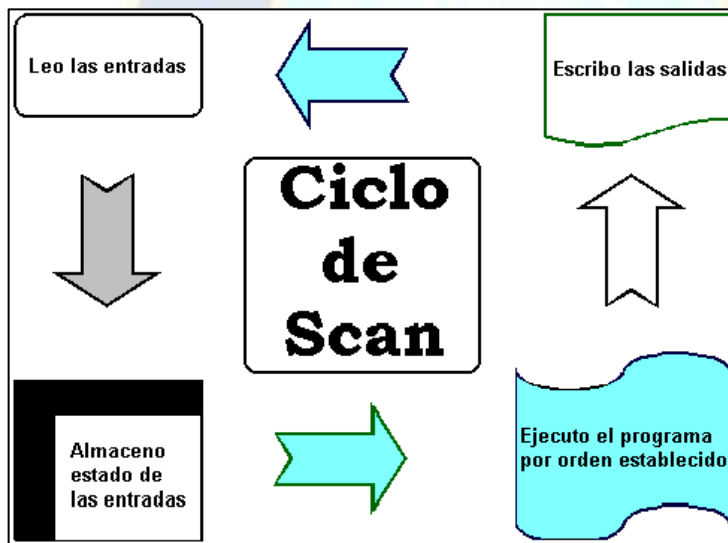 Leo las entradas
Escribo las salidas
Ciclo
de
Scan
Almaceno
estado de
las entradas
Ejecuto el programa
por orden establecido